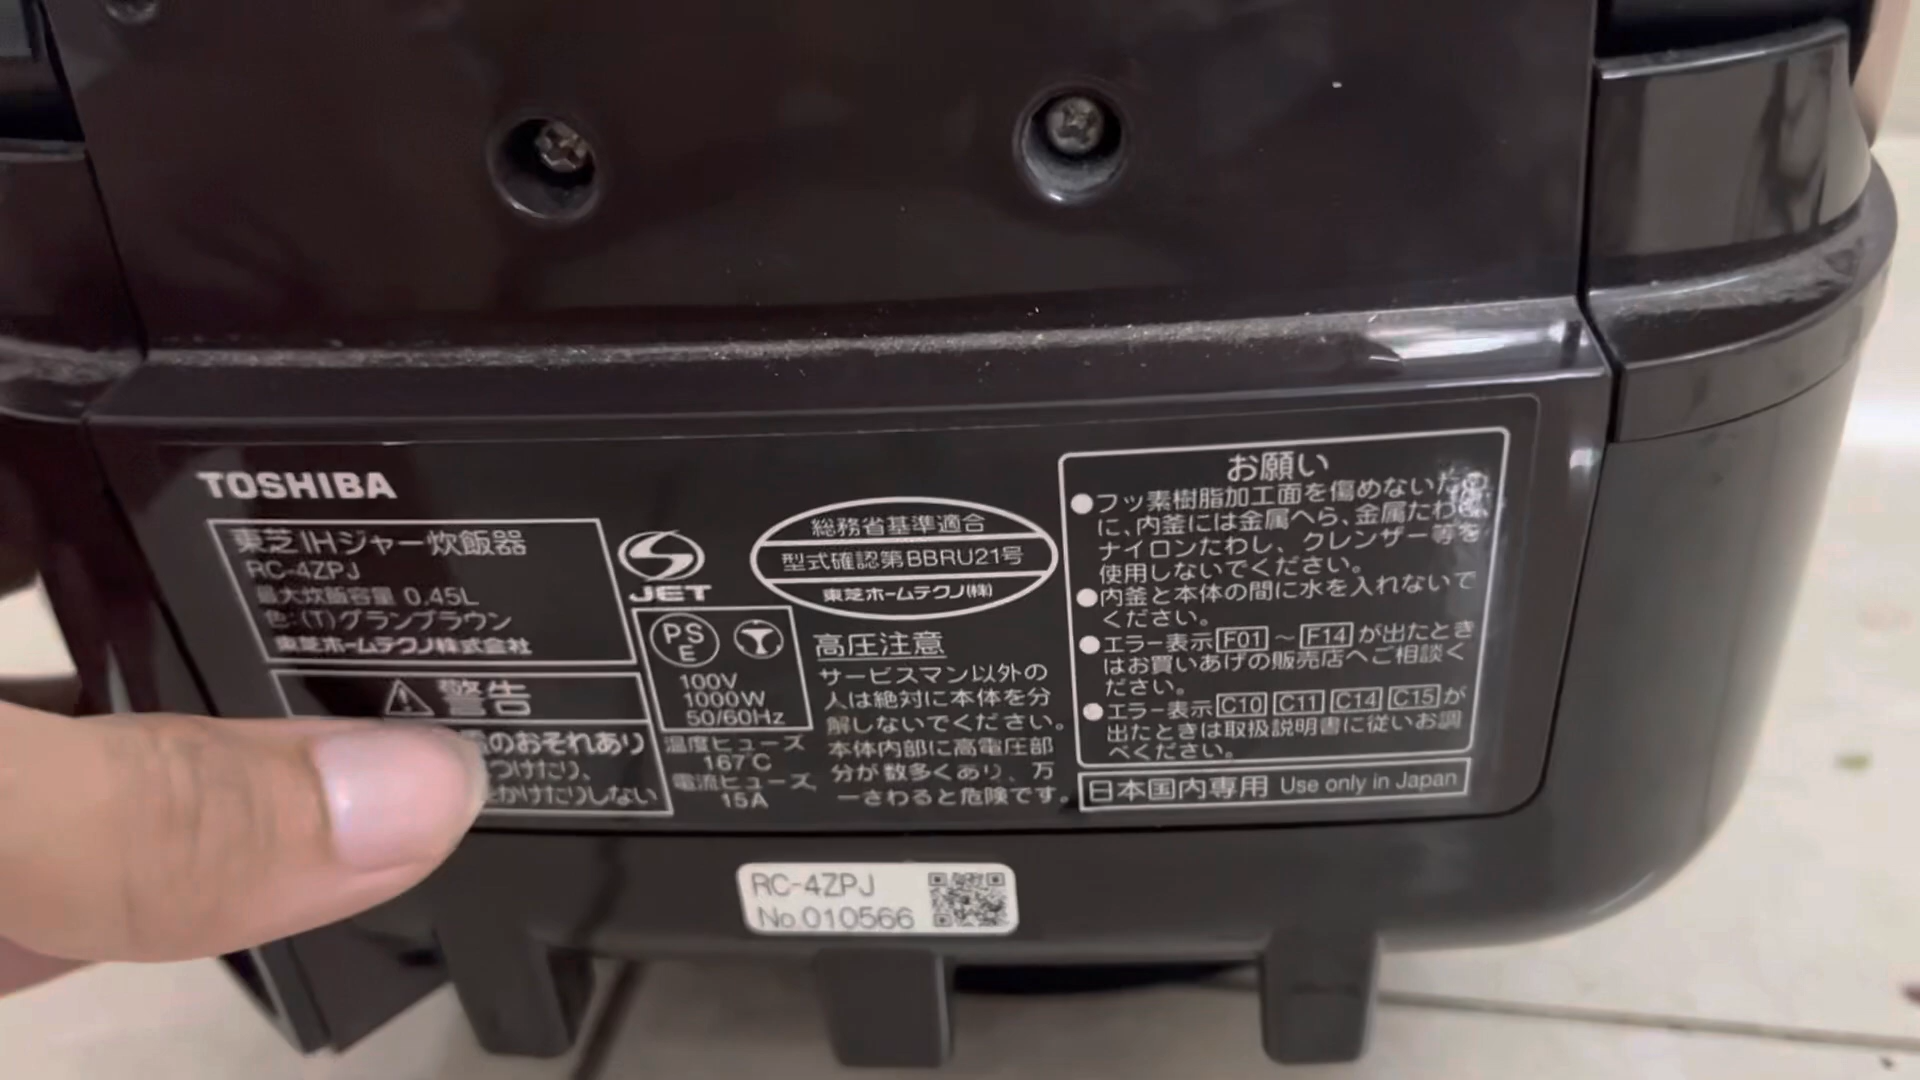 TOSHIBA
東芝IHジャー炊飯器
RC-4ZPJ
最大炊飯容量 0.45L
色:(T)グランブラウン
東芝ホームテクノ株式会社
警告
のおそれあり
つけたり、
をかけたりしない
JET
PS
E
100V
1000W
50/60Hz
温度ヒューズ
167℃
電流ヒューズ
15A
総務省基準適合
型式確認第BBRU21号
東芝ホームテクノ(株)
高圧注意
サービスマン以外の
人は絶対に本体を分
解しないでください。
本体内部に高電圧部
分が数多くあり、万
一さわると危険です。
お願い
●フッ素樹脂加工面を傷めないため
に、内釜には金属へら、金属たわし、
ナイロンたわし、クレンザー等を
使用しないでください。
●内釜と本体の間に水を入れないで
ください。
●エラー表示 F01 ～ F14 が出たとき
はお買いあげの販売店へご相談く
ださい。
●エラー表示 C10 C11 C14 C15 が
出たときは取扱説明書に従いお調
べください。
日本国内専用 Use only in Japan
RC-4ZPJ
No.010566